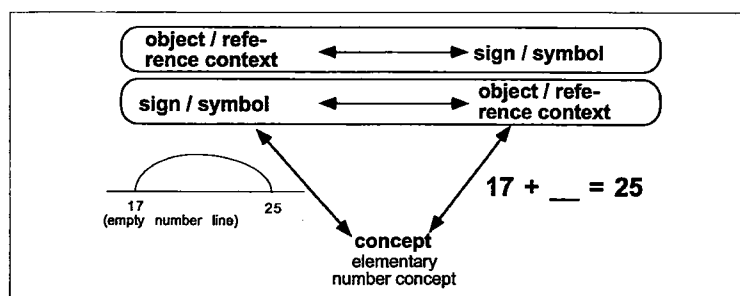 object / refe-
rence context
sign / symbol
sign / symbol
object / refe-
rence context
17
25
(empty number line)
17 + __ = 25
concept
elementary
number concept